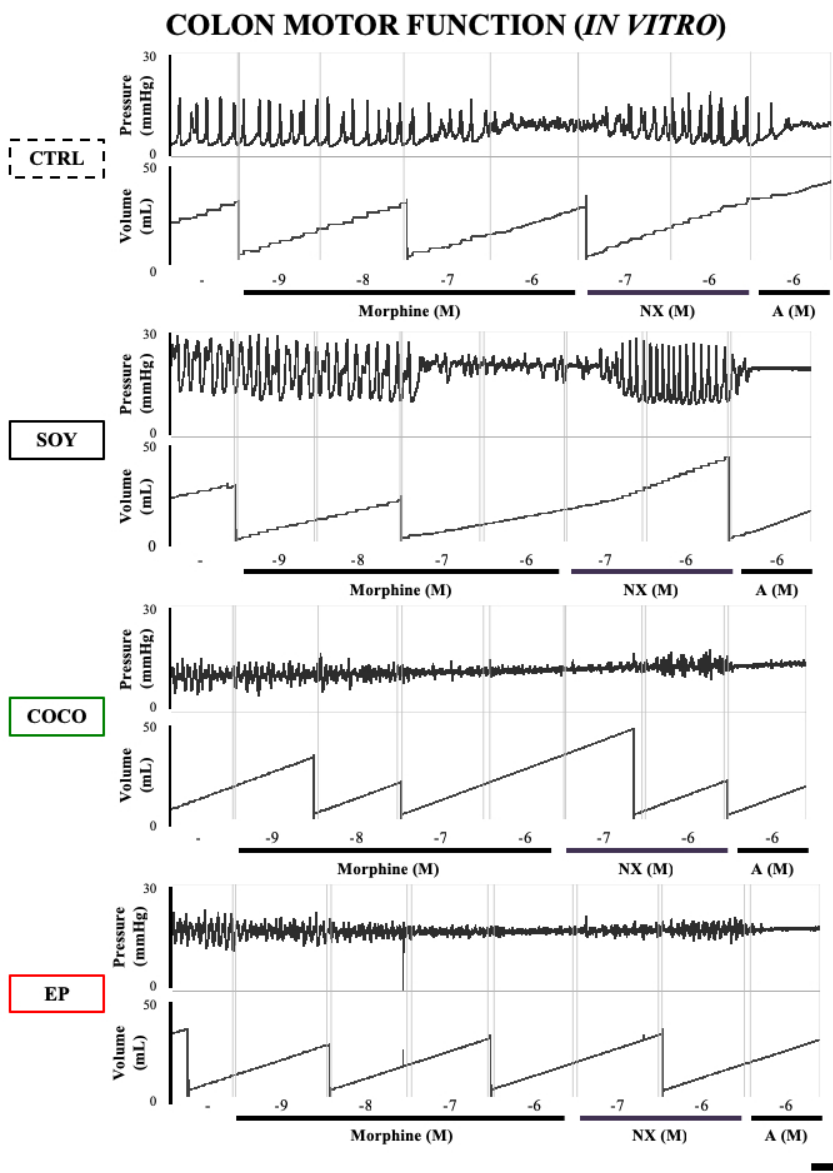 COLON MOTOR FUNCTION (IN VITRO)
CTRL
Pressure
(mmHg)
30
0
Volume
(mL)
50
0
- -9 -8 -7 -6 -7 -6 -6
Morphine (M) NX (M) A (M)
SOY
Pressure
(mmHg)
30
0
Volume
(mL)
50
0
- -9 -8 -7 -6 -7 -6 -6
Morphine (M) NX (M) A (M)
COCO
Pressure
(mmHg)
30
0
Volume
(mL)
50
0
- -9 -8 -7 -6 -7 -6 -6
Morphine (M) NX (M) A (M)
EP
Pressure
(mmHg)
30
0
Volume
(mL)
50
0
- -9 -8 -7 -6 -7 -6 -6
Morphine (M) NX (M) A (M)